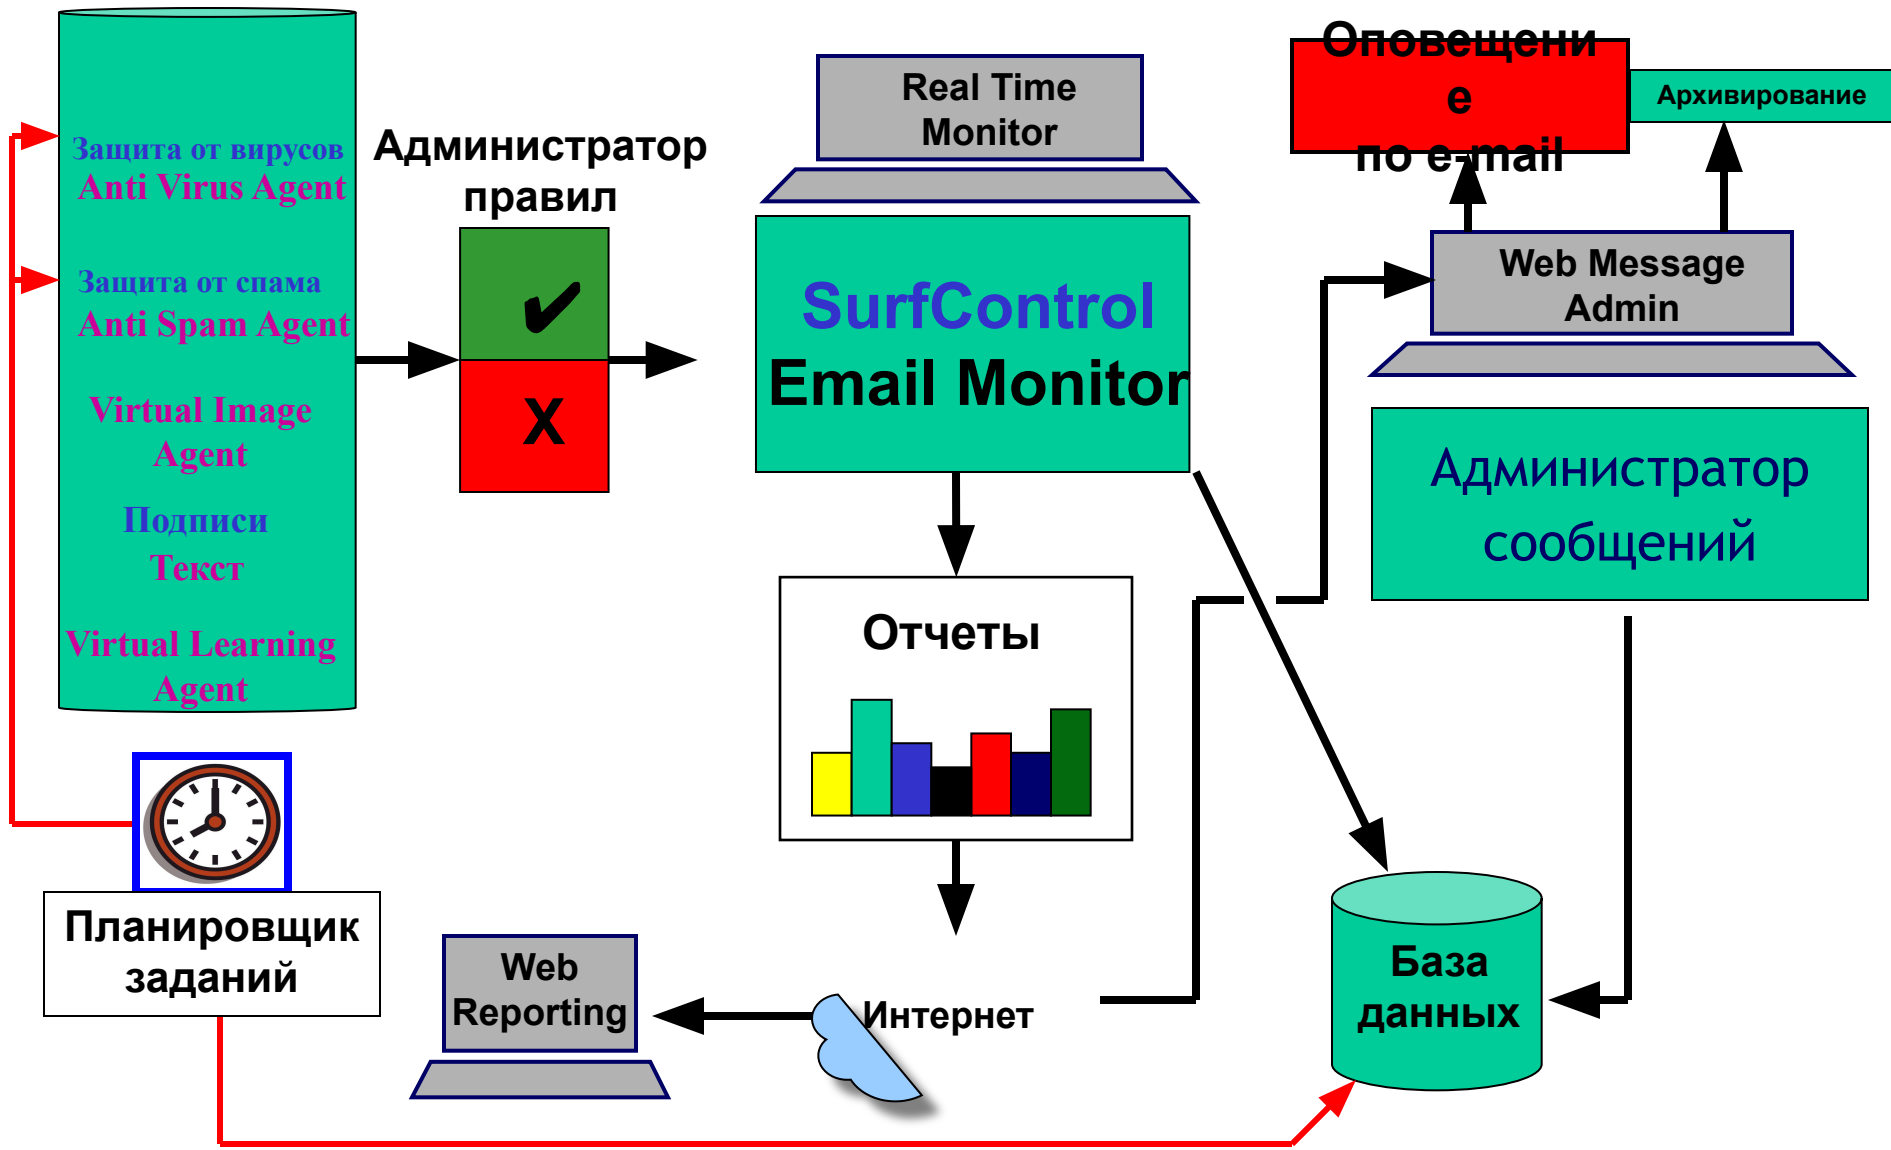 Защита от вирусов
Anti Virus Agent
Защита от спама
Anti Spam Agent
Virtual Image
Agent
Подписи
Текст
Virtual Learning
Agent
Планировщик
заданий
Администратор
правил
X
Real Time
Monitor
SurfControl
Email Monitor
Отчеты
Интернет
Web
Reporting
Оповещени
е
по e-mail
Архивирование
Web Message
Admin
Администратор
сообщений
База
данных